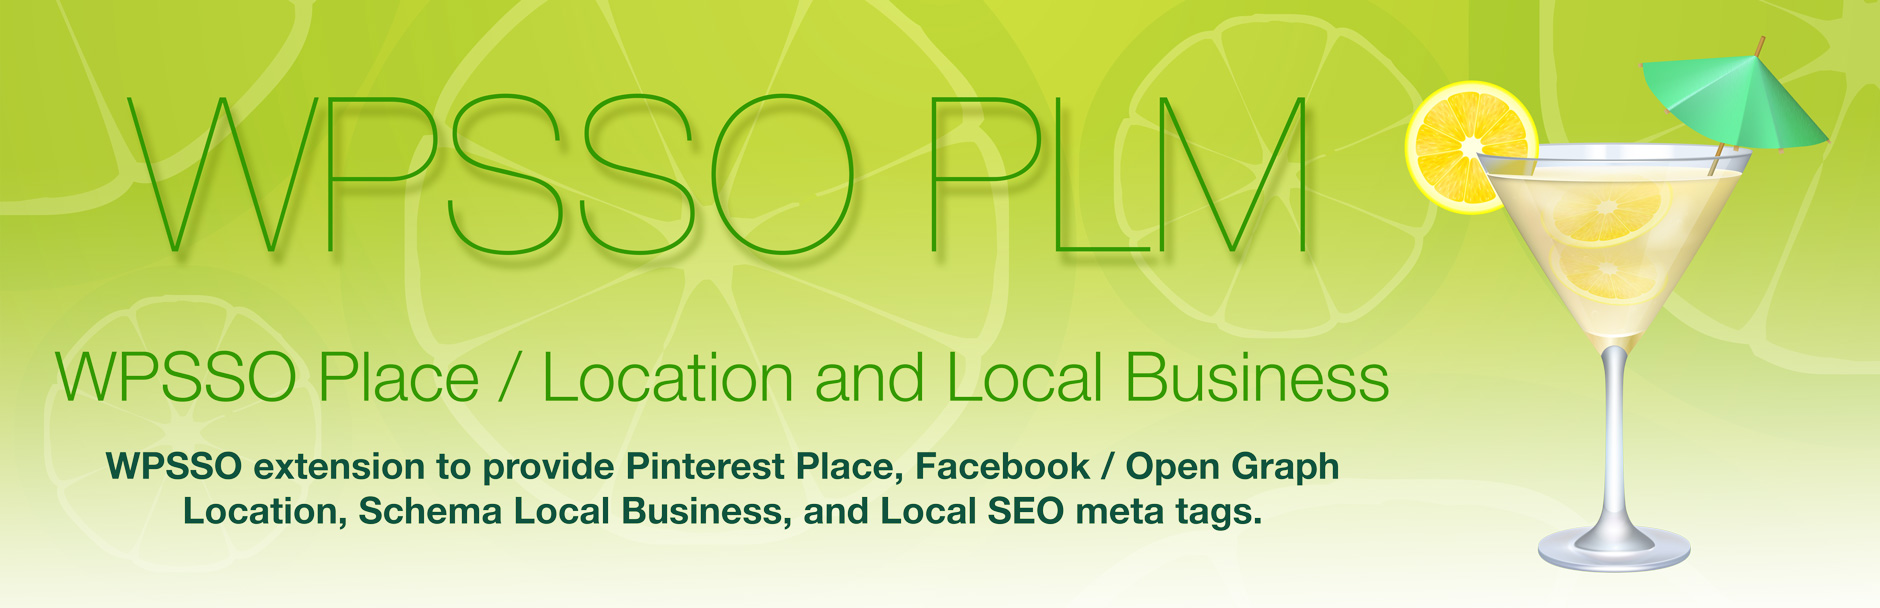 WPSSO PLM
WPSSO Place / Location and Local Business
WPSSO extension to provide Pinterest Place, Facebook / Open Graph
Location, Schema Local Business, and Local SEO meta tags.